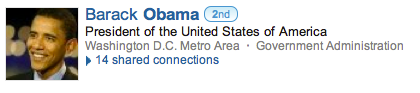 Barack Obama 2nd
President of the United States of America
Washington D.C. Metro Area · Government Administration
14 shared connections